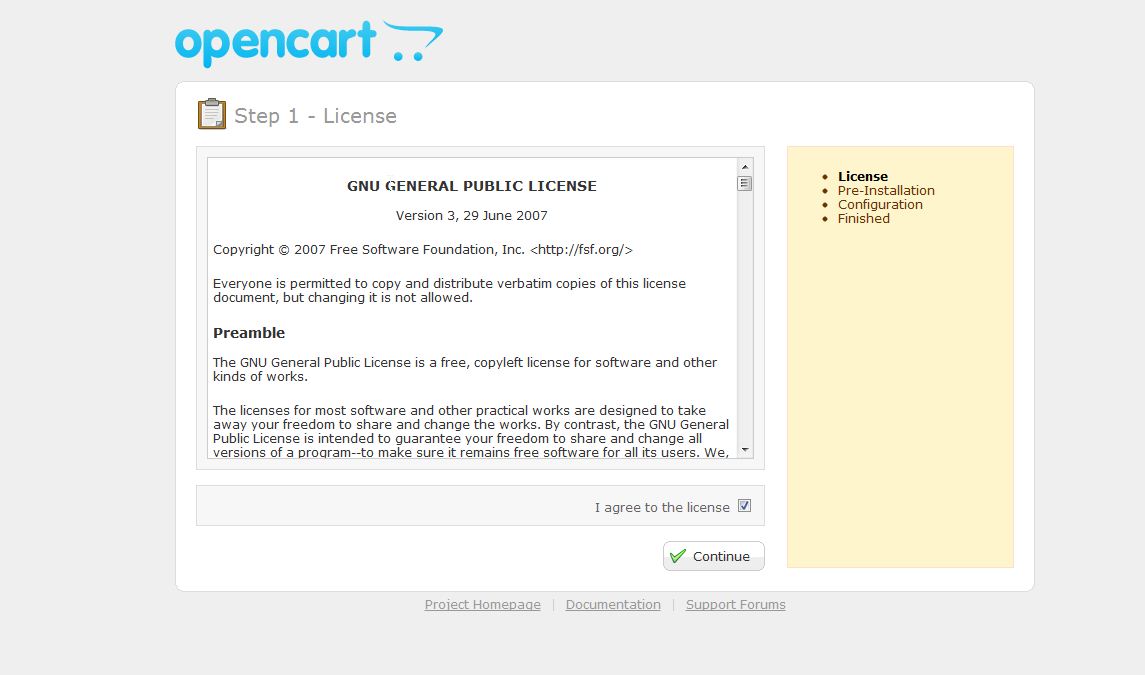 opencart
Step 1 - License
GNU GENERAL PUBLIC LICENSE
Version 3, 29 June 2007
Copyright © 2007 Free Software Foundation, Inc. <http://fsf.org/>
Everyone is permitted to copy and distribute verbatim copies of this license
document, but changing it is not allowed.
Preamble
The GNU General Public License is a free, copyleft license for software and other
kinds of works.
The licenses for most software and other practical works are designed to take
away your freedom to share and change the works. By contrast, the GNU General
Public License is intended to guarantee your freedom to share and change all
versions of a program--to make sure it remains free software for all its users. We,
I agree to the license
Continue
License
Pre-Installation
Configuration
Finished
Project Homepage | Documentation | Support Forums